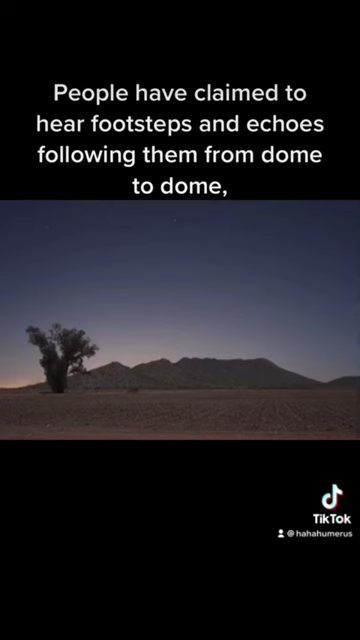 People have claimed to
hear footsteps and echoes
following them from dome
to dome,
TikTok
@hahahumerus